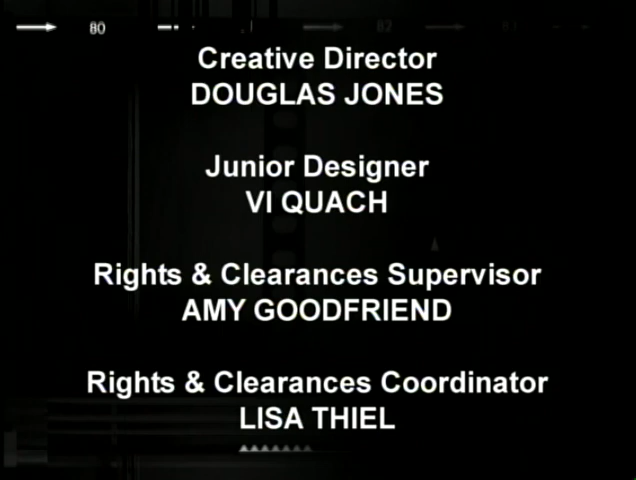 80 82
Creative Director
DOUGLAS JONES
Junior Designer
VI QUACH
Rights & Clearances Supervisor
AMY GOODFRIEND
Rights & Clearances Coordinator
LISA THIEL